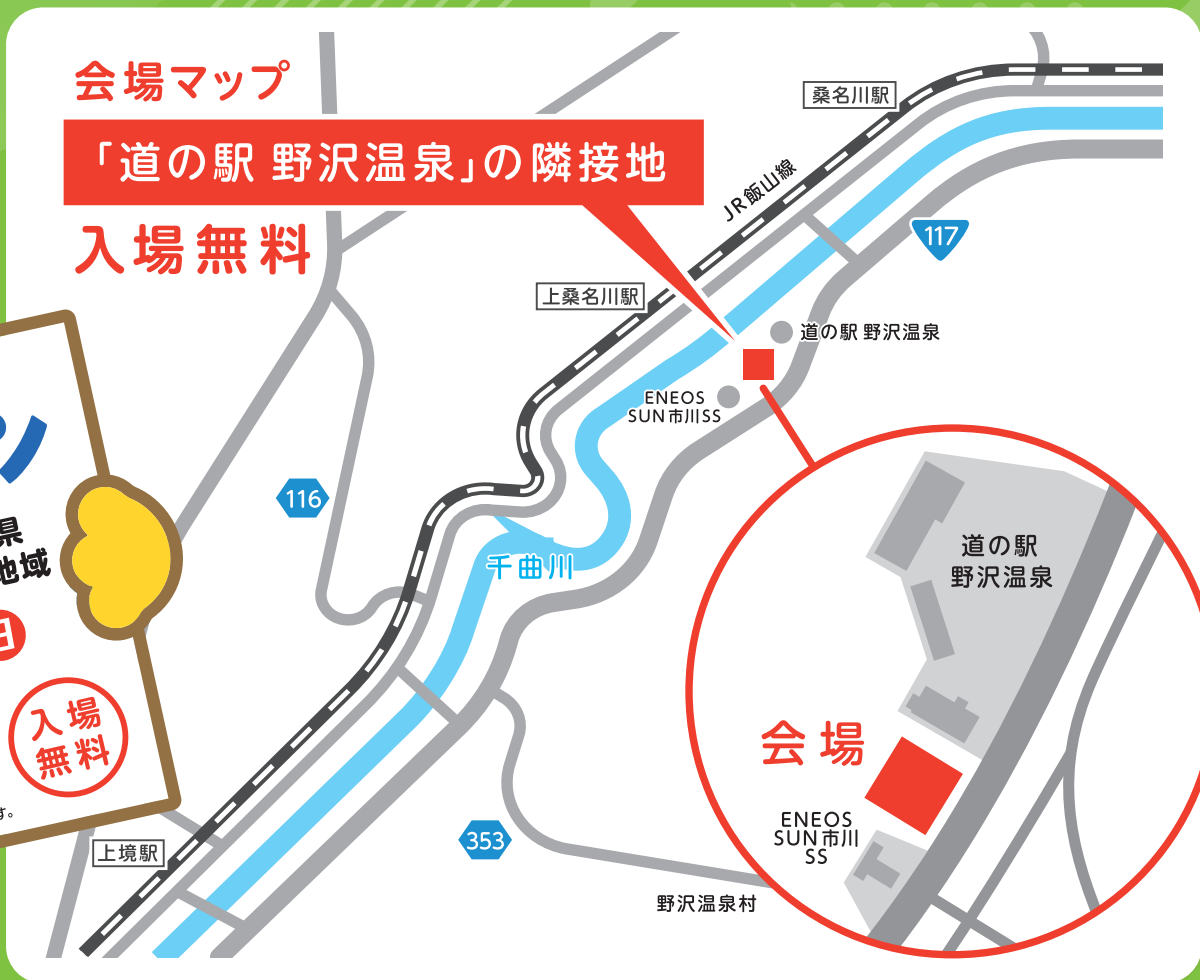 会場マップ
「道の駅 野沢温泉」の隣接地
入場無料
桑名川駅
JR飯山線
117
上桑名川駅
道の駅 野沢温泉
ENEOS
SUN市川SS
116
千曲川
ン
県
地域
日
入場
無料
す。
上境駅
353
野沢温泉村
道の駅
野沢温泉
会場
ENEOS
SUN市川
SS